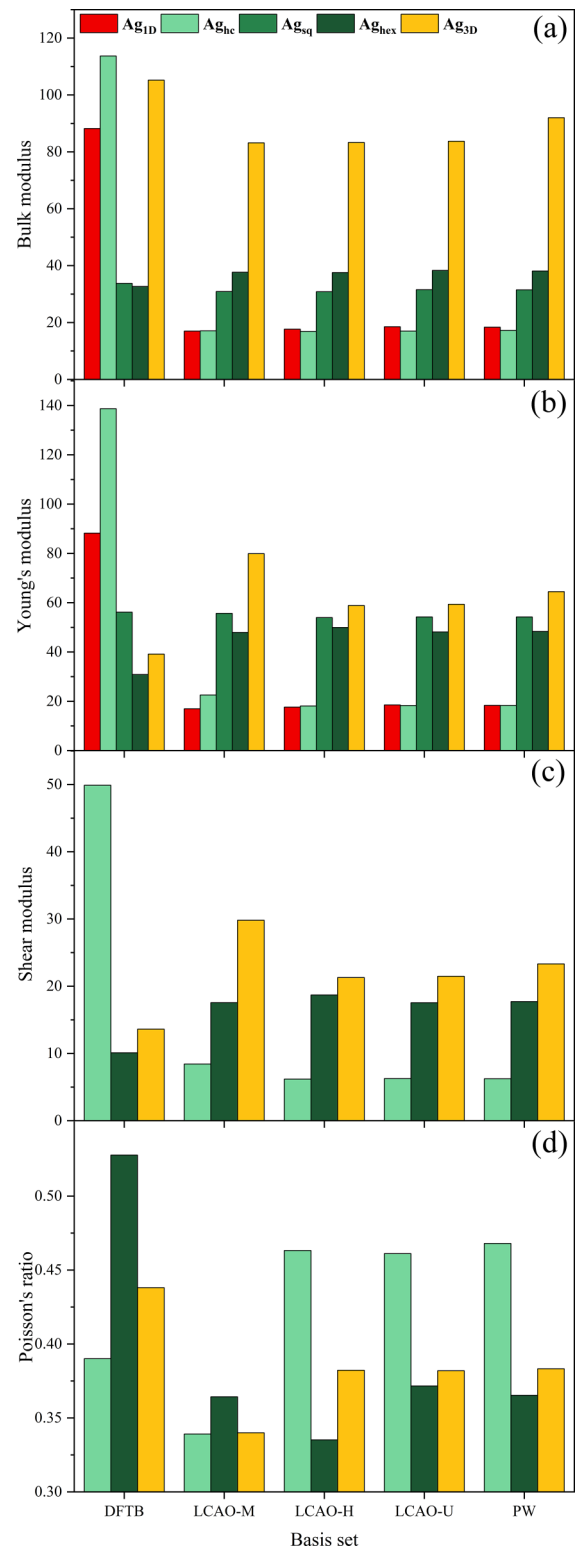 Ag1D Aghc Agsq Aghex Ag3D
(a)
130
120
100
80
60
40
20
0
Bulk modulus
(b)
140
120
100
80
60
40
20
0
Young's modulus
(c)
50
40
30
20
10
0
Shear modulus
(d)
0.50
0.45
0.40
0.35
0.30
Poisson's ratio
DFTB LCAO-M LCAO-H LCAO-U PW
Basis set